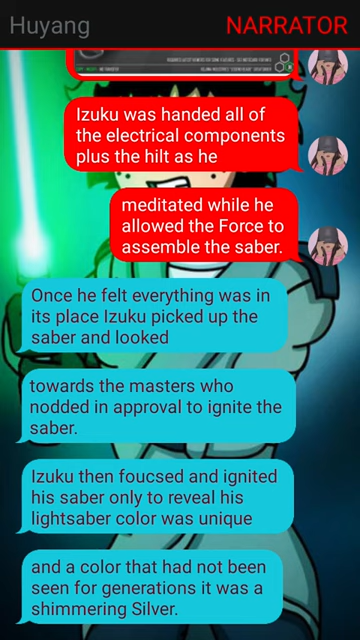 Huyang NARRATOR
Izuku was handed all of
the electrical components
plus the hilt as he
meditated while he
allowed the Force to
assemble the saber.
Once he felt everything was in
its place Izuku picked up the
saber and looked
towards the masters who
nodded in approval to ignite the
saber.
Izuku then foucsed and ignited
his saber only to reveal his
lightsaber color was unique
and a color that had not been
seen for generations it was a
shimmering Silver.